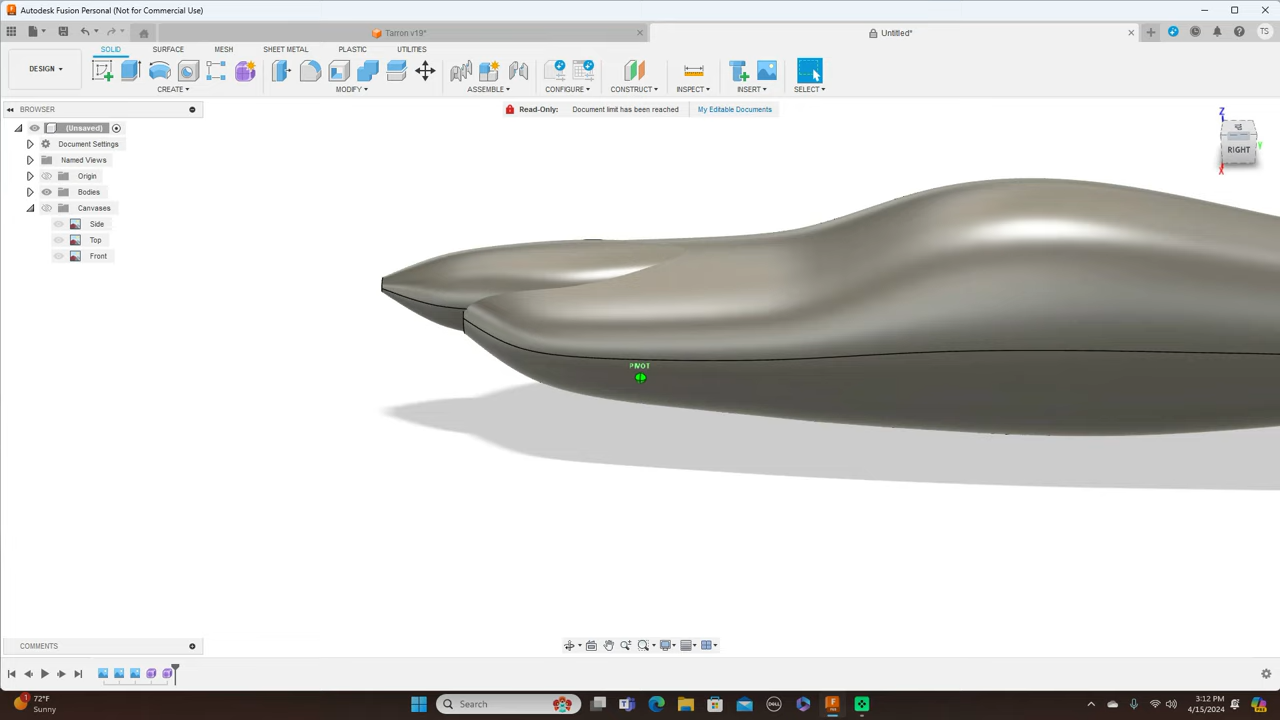 Autodesk Fusion Personal (Not for Commercial Use)
Tarron v19*
Untitled*
TS
DESIGN
SOLID
SURFACE
MESH
SHEET METAL
PLASTIC
UTILITIES
CREATE
MODIFY
ASSEMBLE
CONFIGURE
CONSTRUCT
INSPECT
INSERT
SELECT
BROWSER
Read-Only: Document limit has been reached My Editable Documents
(Unsaved)
Document Settings
Named Views
Origin
Bodies
Canvases
Side
Top
Front
Z
Y
X
RIGHT
PIVOT
COMMENTS
1
72°F
Sunny
Search
DELL
3:12 PM
4/15/2024